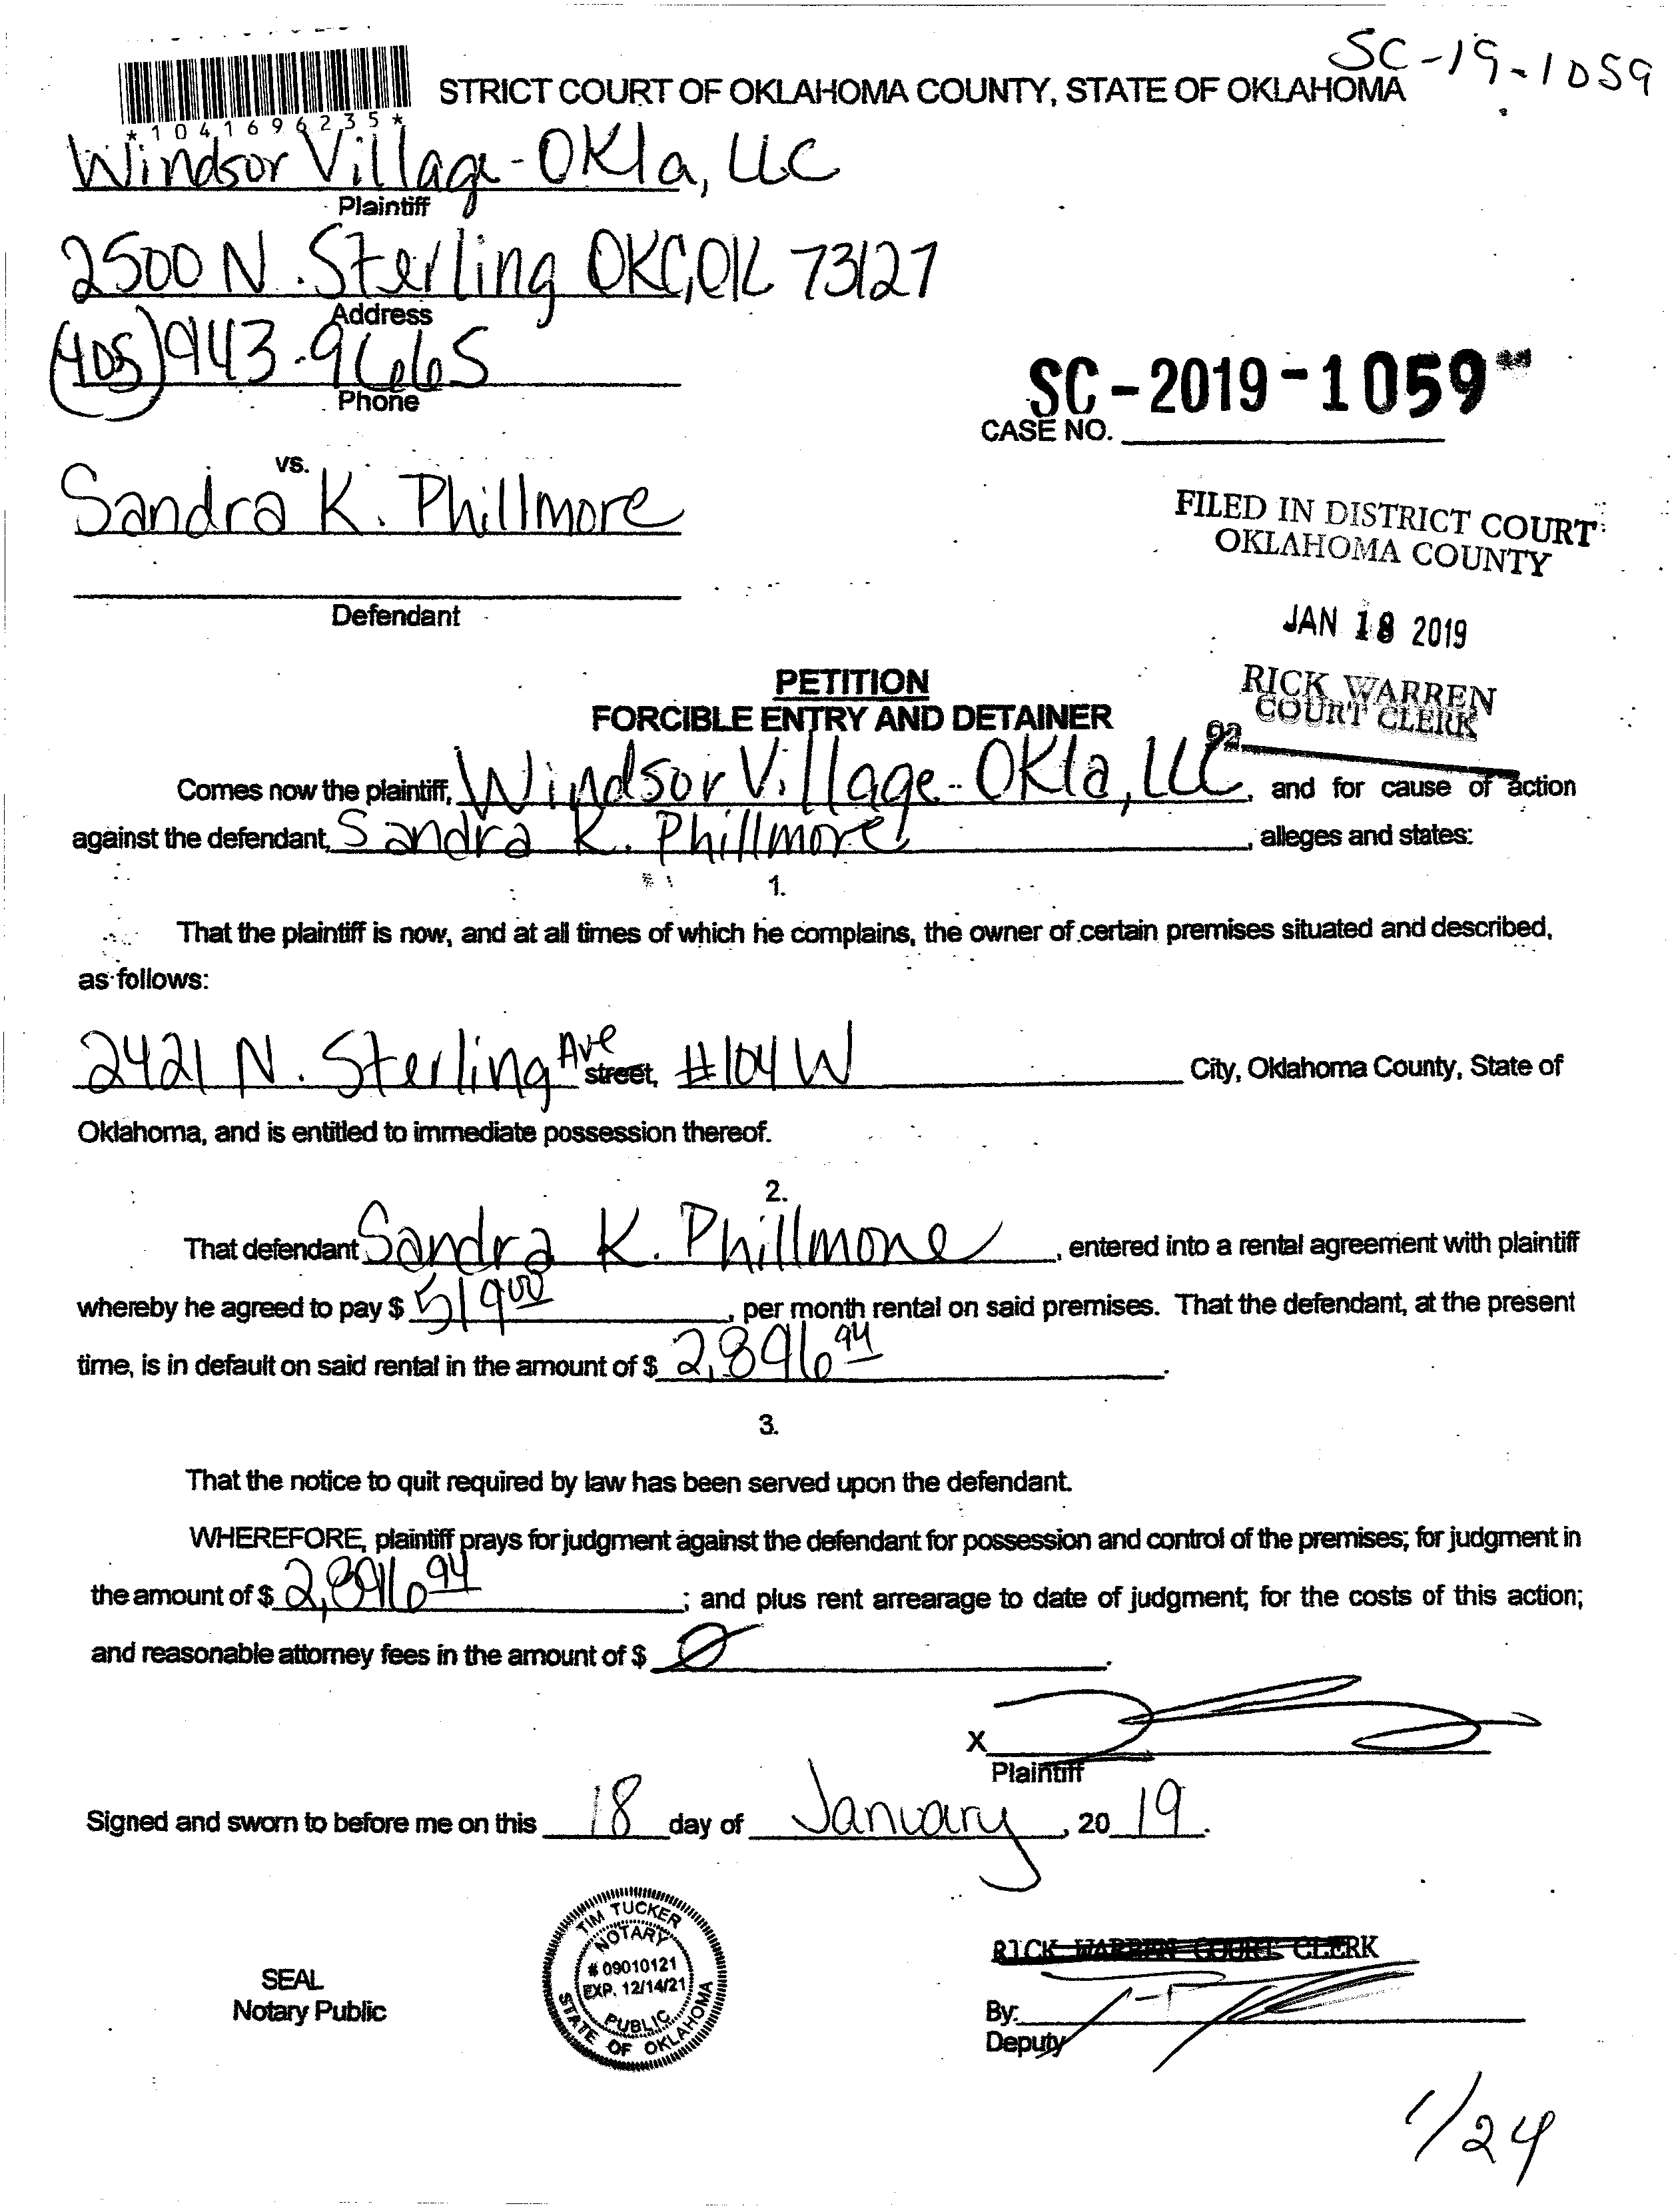 SC-19-1059
STRICT COURT OF OKLAHOMA COUNTY, STATE OF OKLAHOMA
*1041696235*
Windsor Village-Okla, LLC
Plaintiff
2500 N. Sterling OKC, OK 73127
Address
(405) 943-9665
Phone
SC-2019-1059
CASE NO.
vs.
Sandra K. Phillmore
FILED IN DISTRICT COURT
OKLAHOMA COUNTY
Defendant
JAN 18 2019
RICK WARREN
COURT CLERK
92
PETITION
FORCIBLE ENTRY AND DETAINER
Comes now the plaintiff, Windsor Village-Okla, LLC, and for cause of action
against the defendant, Sandra K. Phillmore, alleges and states:
1.
That the plaintiff is now, and at all times of which he complains, the owner of certain premises situated and described,
as follows:
2421 N. Sterling Ave street, #104 W City, Oklahoma County, State of
Oklahoma, and is entitled to immediate possession thereof.
2.
That defendant Sandra K. Phillmore, entered into a rental agreement with plaintiff
whereby he agreed to pay $ 519 00, per month rental on said premises. That the defendant, at the present
time, is in default on said rental in the amount of $ 2,896 94.
3.
That the notice to quit required by law has been served upon the defendant.
WHEREFORE, plaintiff prays for judgment against the defendant for possession and control of the premises; for judgment in
the amount of $ 2,896 94; and plus rent arrearage to date of judgment; for the costs of this action;
and reasonable attorney fees in the amount of $ 0.
X
Plaintiff
Signed and sworn to before me on this 18 day of January, 20 19.
TIM TUCKER
NOTARY
# 09010121
EXP. 12/14/21
PUBLIC
STATE OF OKLAHOMA
SEAL
Notary Public
RICK WARREN COURT CLERK
By:
Deputy
1/24